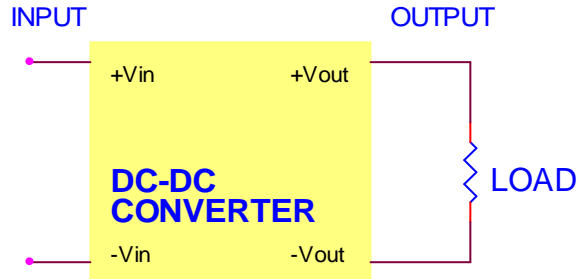 INPUT
OUTPUT
+Vin
+Vout
DC-DC
CONVERTER
LOAD
-Vin
-Vout